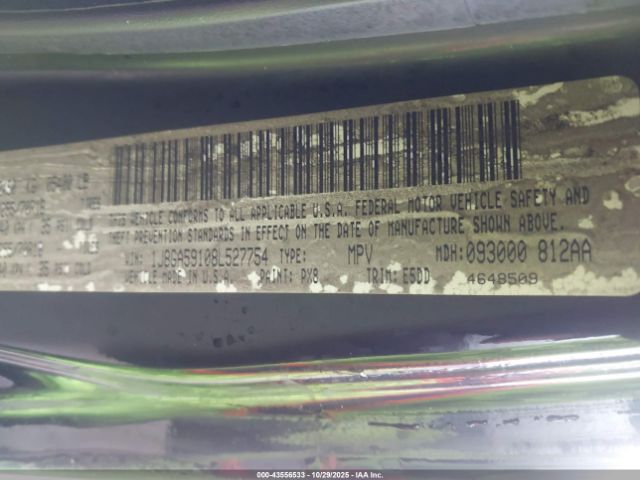 THIS VEHICLE CONFORMS TO ALL APPLICABLE U.S.A. FEDERAL MOTOR VEHICLE SAFETY AND
THEFT PREVENTION STANDARDS IN EFFECT ON THE DATE OF MANUFACTURE SHOWN ABOVE.
VIN: 1J8GA59108L527754 TYPE: MPV MDH: 093000 812AA
VEHICLE MADE IN U.S.A. PAINT: PX8 TRIM: E5DD 4648509
000-43556533 - 10/29/2025 - IAA Inc.